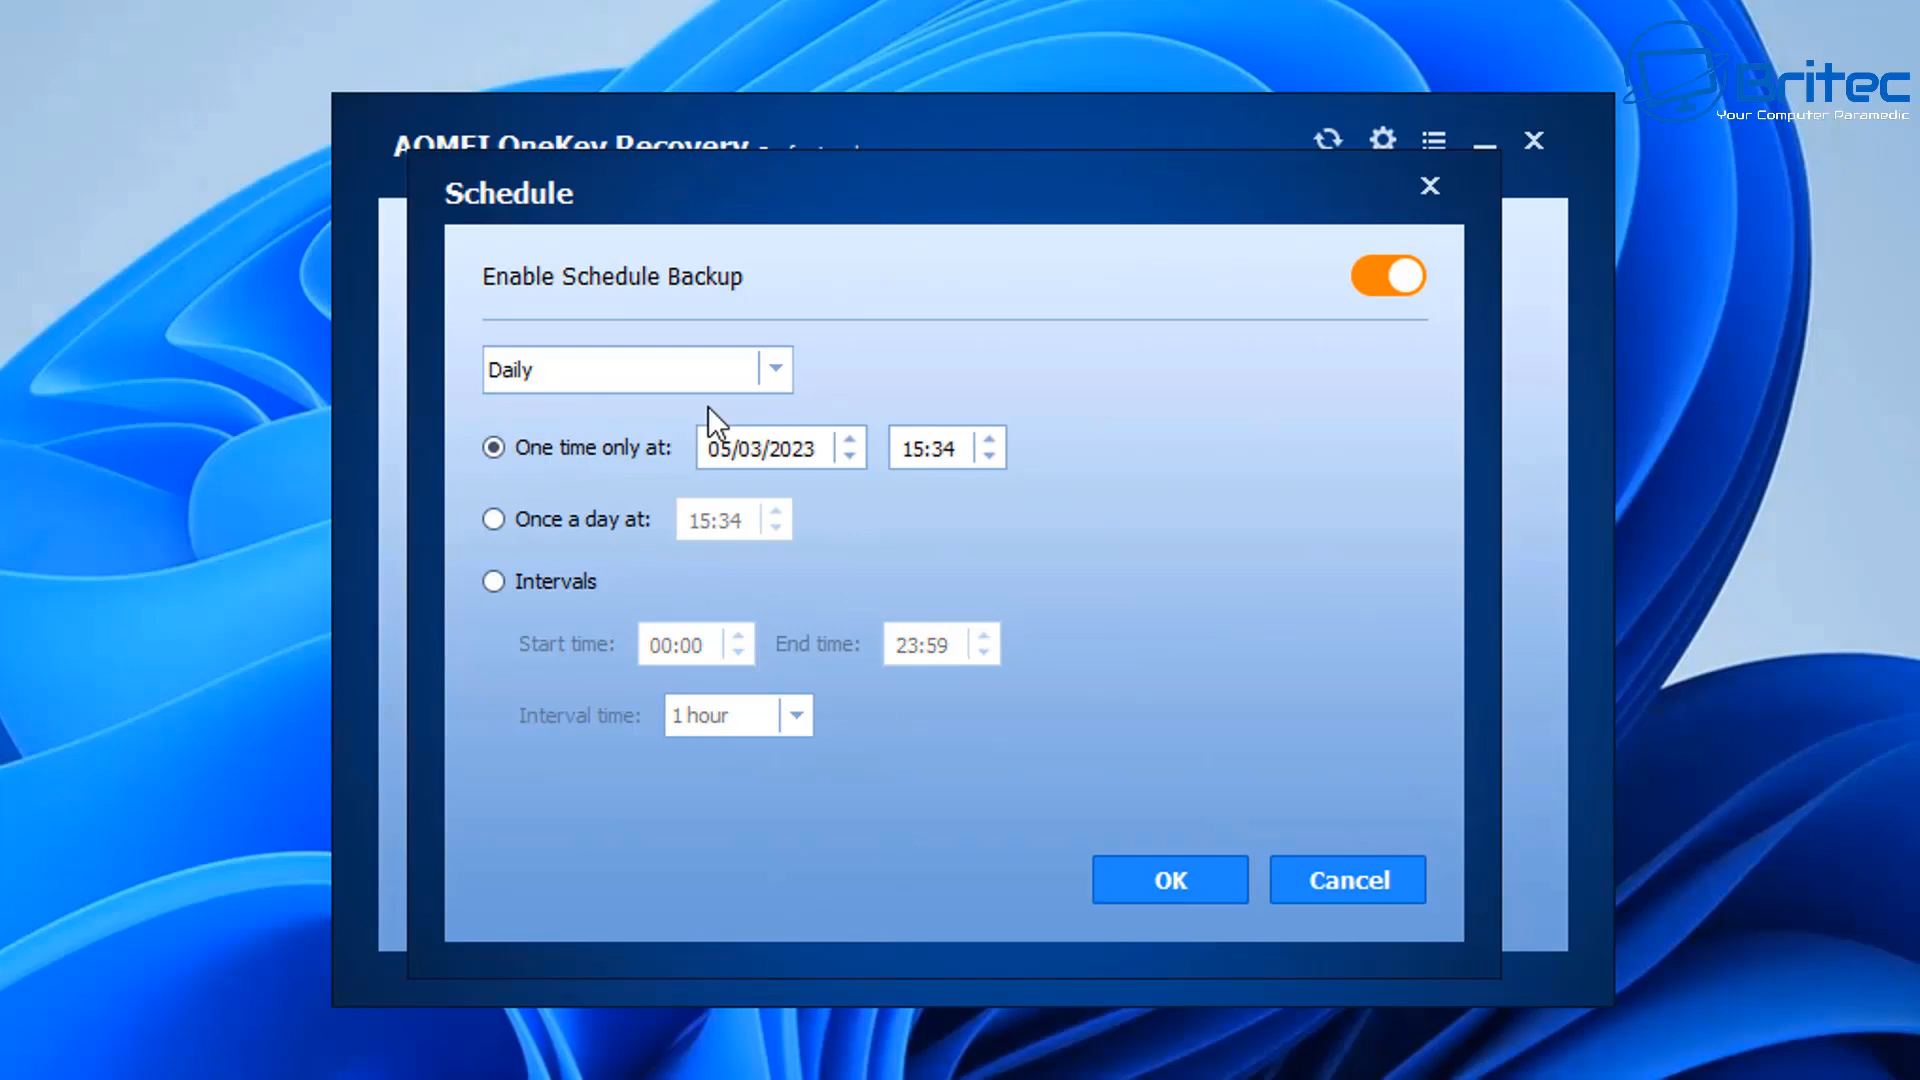 Britec
Your Computer Paramedic
AOMEI OneKey Recovery
Schedule
Enable Schedule Backup
Daily
One time only at: 05/03/2023 15:34
Once a day at: 15:34
Intervals
Start time: 00:00 End time: 23:59
Interval time: 1 hour
OK Cancel